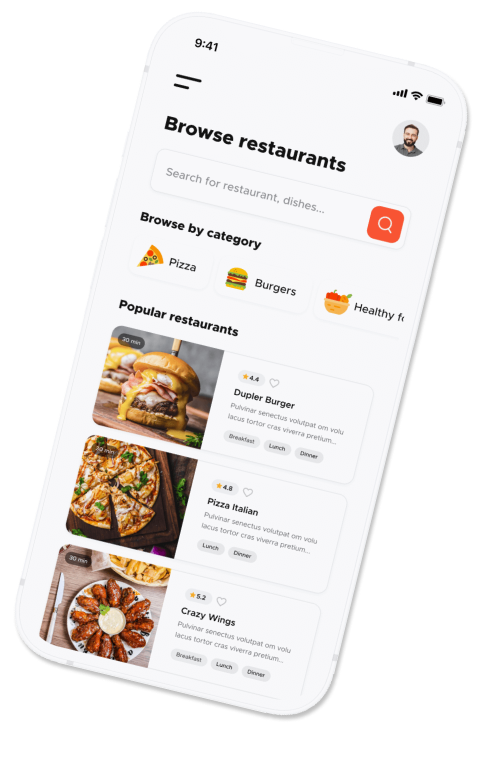 9:41
Browse restaurants
Search for restaurant, dishes...
Browse by category
Pizza
Burgers
Healthy fo
Popular restaurants
30 min
4.4
Dupler Burger
Pulvinar senectus volutpat om volu
lacus tortor cras viverra pretium...
Breakfast
Lunch
Dinner
min
4.8
Pizza Italian
Pulvinar senectus volutpat om volu
lacus tortor cras viverra pretium...
Lunch
Dinner
30 min
5.2
Crazy Wings
Pulvinar senectus volutpat om volu
lacus tortor cras viverra pretium...
Breakfast
Lunch
Dinner